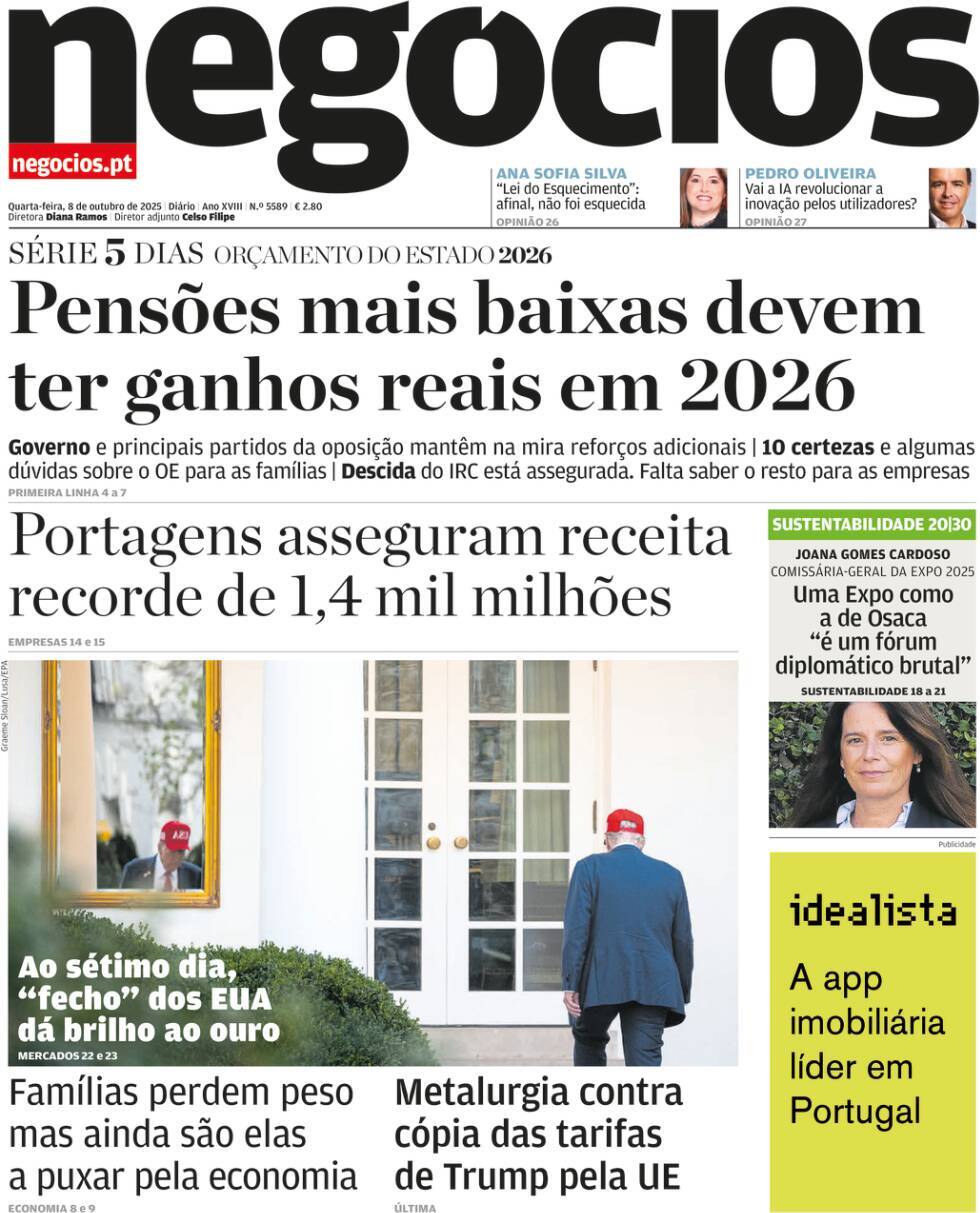 negócios
negocios.pt
Quarta-feira, 8 de outubro de 2025 | Diário | Ano XVIII | N.º 5589 | € 2.80
Diretora Diana Ramos | Diretor adjunto Celso Filipe
ANA SOFIA SILVA
“Lei do Esquecimento”:
afinal, não foi esquecida
OPINIÃO 26
PEDRO OLIVEIRA
Vai a IA revolucionar a
inovação pelos utilizadores?
OPINIÃO 27
SÉRIE 5 DIAS ORÇAMENTO DO ESTADO 2026
Pensões mais baixas devem
ter ganhos reais em 2026
Governo e principais partidos da oposição mantêm na mira reforços adicionais | 10 certezas e algumas
dúvidas sobre o OE para as famílias | Descida do IRC está assegurada. Falta saber o resto para as empresas
PRIMEIRA LINHA 4 a 7
Portagens asseguram receita
recorde de 1,4 mil milhões
EMPRESAS 14 e 15
SUSTENTABILIDADE 20|30
JOANA GOMES CARDOSO
COMISSÁRIA-GERAL DA EXPO 2025
Uma Expo como
a de Osaca
“é um fórum
diplomático brutal”
SUSTENTABILIDADE 18 a 21
Graeme Sloan/Lusa/EPA
USA
Ao sétimo dia,
“fecho” dos EUA
dá brilho ao ouro
MERCADOS 22 e 23
Famílias perdem peso
mas ainda são elas
a puxar pela economia
ECONOMIA 8 e 9
Metalurgia contra
cópia das tarifas
de Trump pela UE
ÚLTIMA
Publicidade
idealista
A app
imobiliária
líder em
Portugal